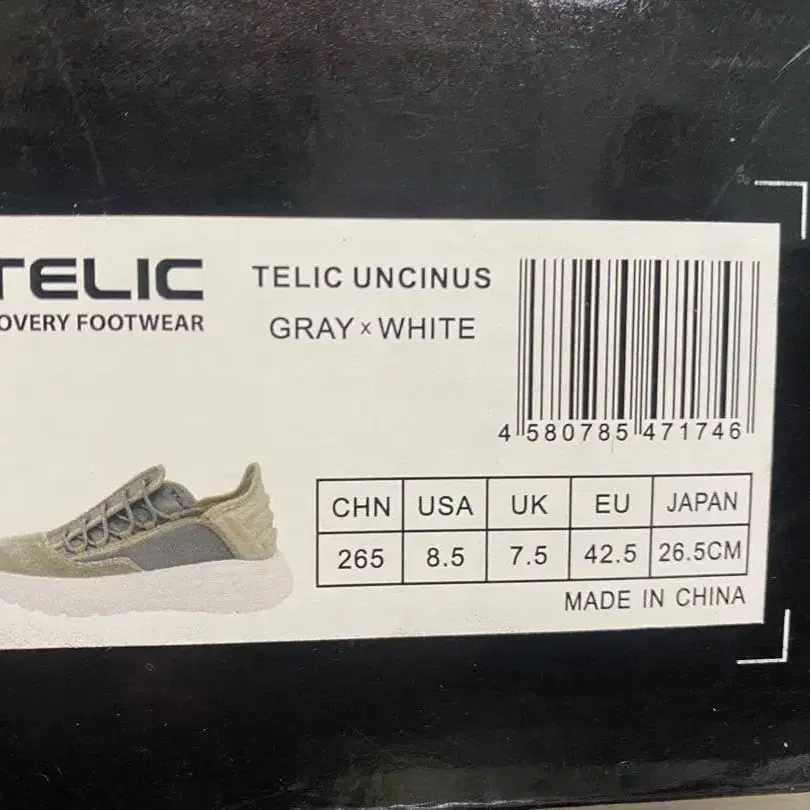 TELIC
OVERY FOOTWEAR
TELIC UNCINUS
GRAY × WHITE
4 580785 471746
CHN USA UK EU JAPAN
265 8.5 7.5 42.5 26.5CM
MADE IN CHINA